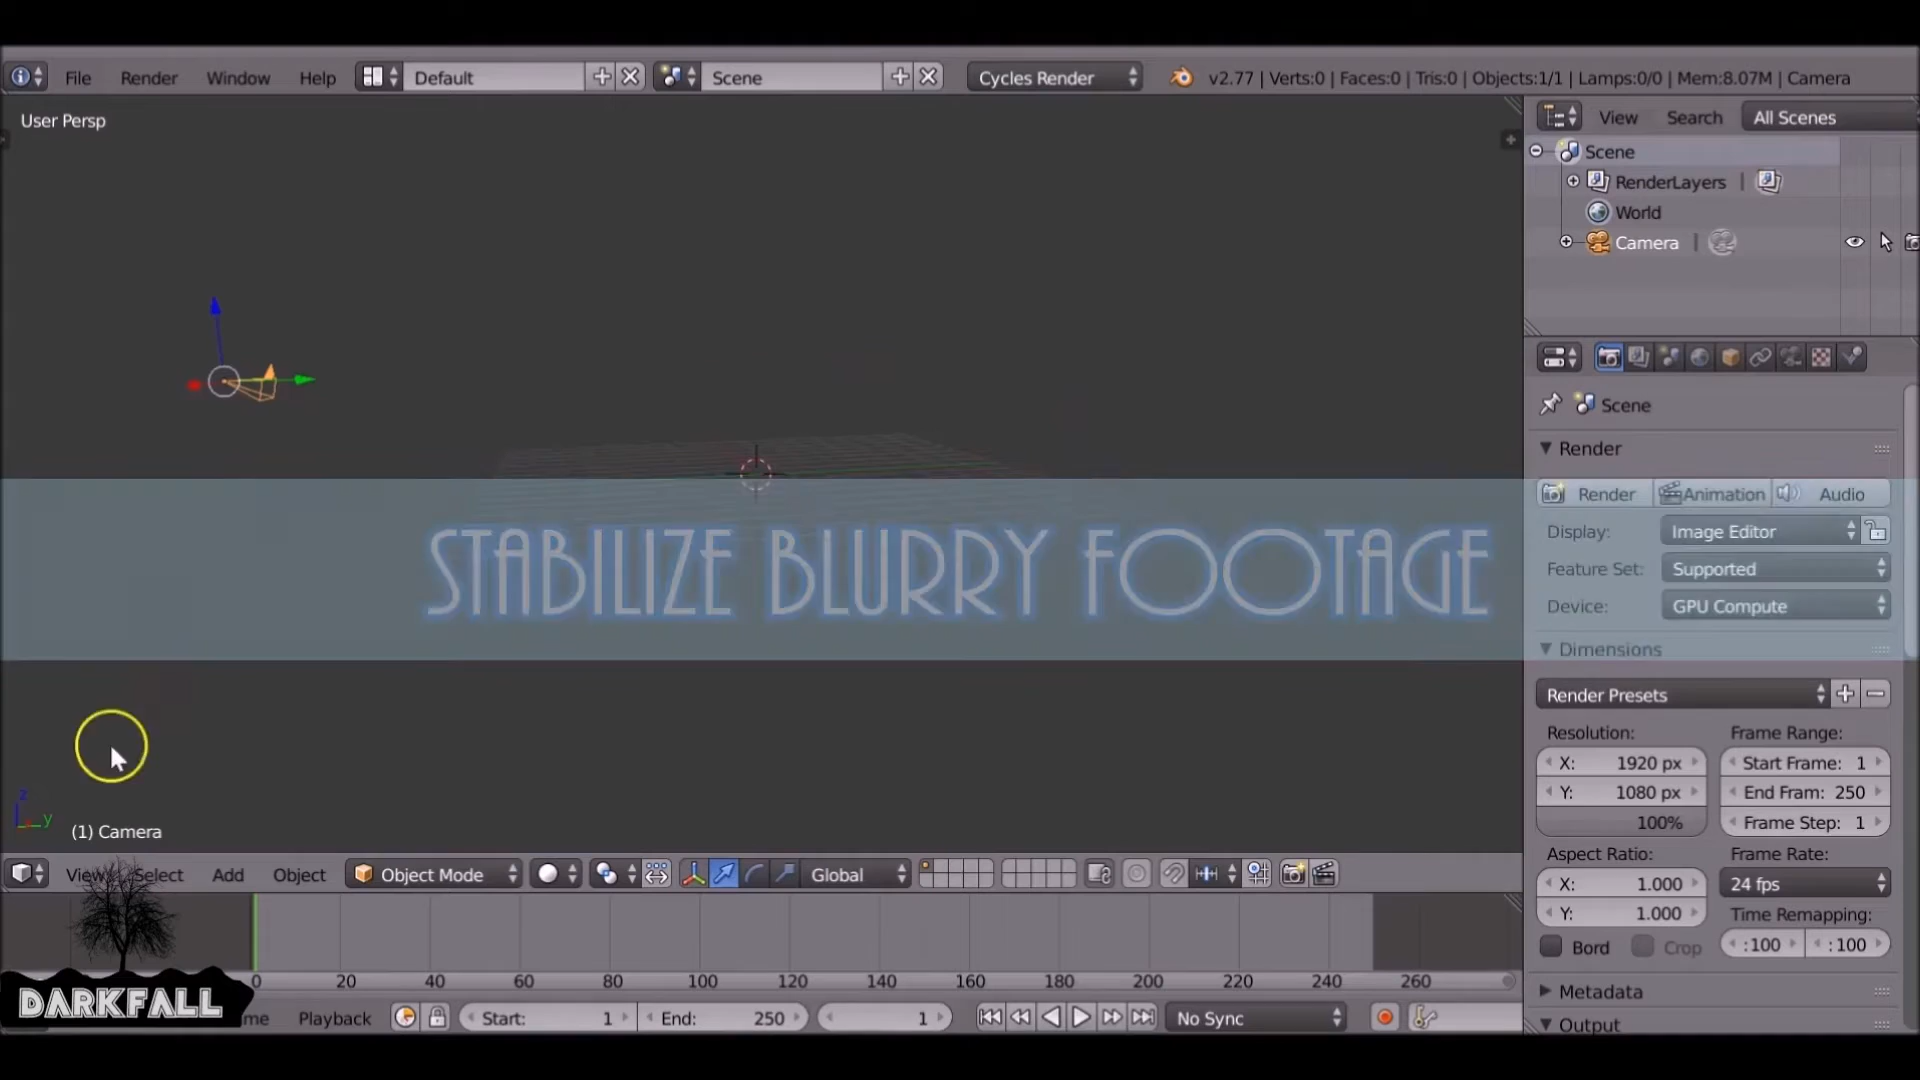 File Render Window Help Default Scene Cycles Render v2.77 | Verts:0 | Faces:0 | Tris:0 | Objects:1/1 | Lamps:0/0 | Mem:8.07M | Camera
User Persp
View Search All Scenes
Scene
RenderLayers
World
Camera
Scene
Render
Render Animation Audio
Display: Image Editor
Feature Set: Supported
Device: GPU Compute
STABILIZE BLURRY FOOTAGE
Dimensions
Render Presets
Resolution: Frame Range:
X: 1920 px Start Frame: 1
Y: 1080 px End Fram: 250
100% Frame Step: 1
Aspect Ratio: Frame Rate:
X: 1.000 24 fps
Y: 1.000 Time Remapping:
Bord Crop :100 :100
Metadata
Output
z
y
(1) Camera
View Select Add Object Object Mode Global
0 20 40 60 80 100 120 140 160 180 200 220 240 260
DARKFALL
Playback Start: 1 End: 250 1 No Sync